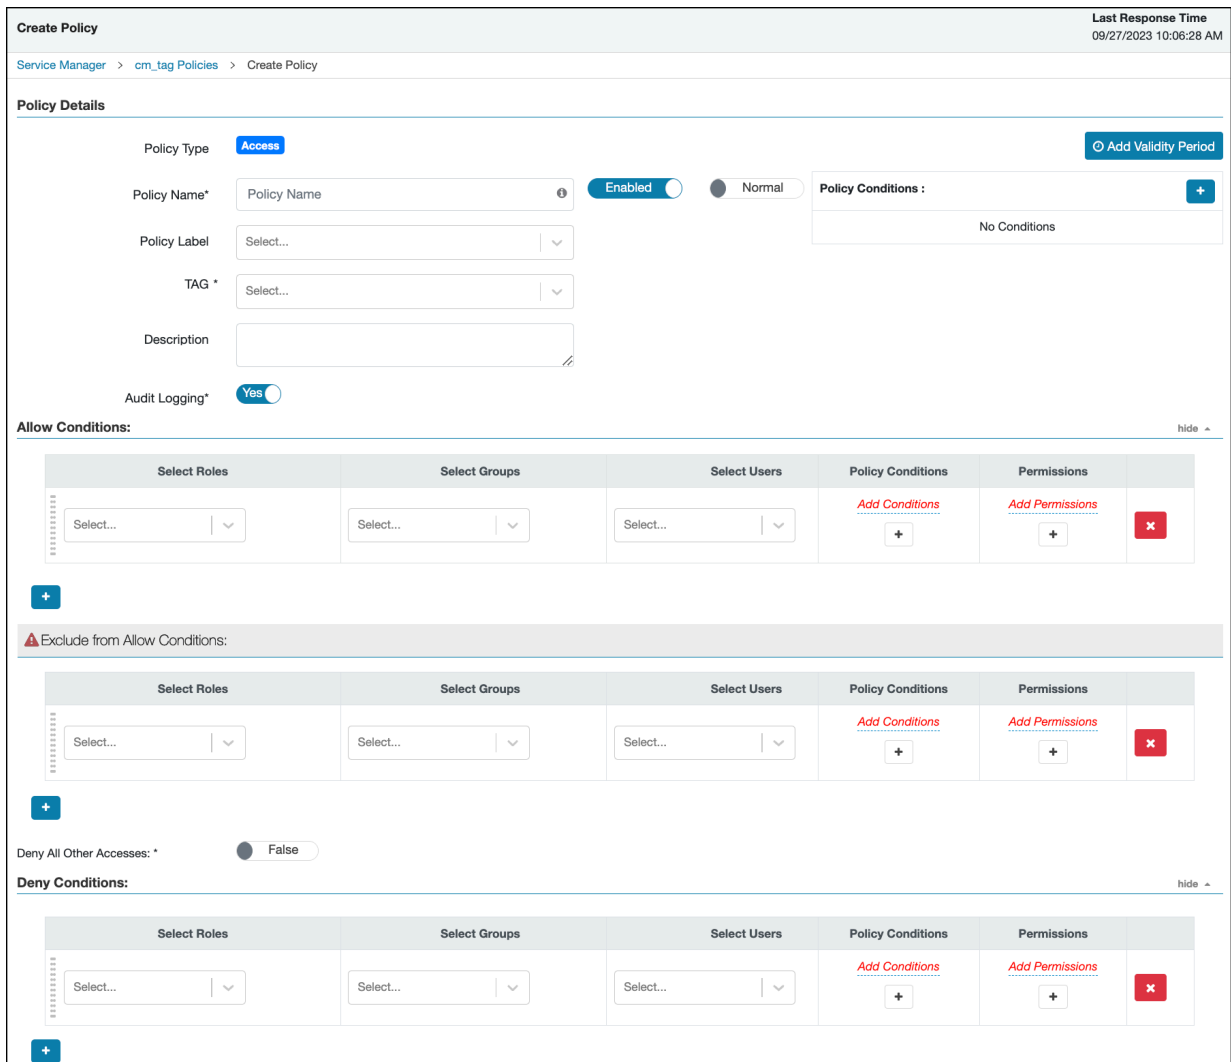 Create Policy
Last Response Time
09/27/2023 10:06:28 AM
Service Manager > cm_tag Policies > Create Policy
Policy Details
Policy Type Access Add Validity Period
Policy Name* Policy Name Enabled Normal Policy Conditions : +
No Conditions
Policy Label Select...
TAG * Select...
Description
Audit Logging* Yes
Allow Conditions: hide
Select Roles Select Groups Select Users Policy Conditions Permissions
Add Conditions Add Permissions
Select... Select... Select...
+ +
+
Exclude from Allow Conditions:
Select Roles Select Groups Select Users Policy Conditions Permissions
Add Conditions Add Permissions
Select... Select... Select...
+ +
+
Deny All Other Accesses: * False
Deny Conditions: hide
Select Roles Select Groups Select Users Policy Conditions Permissions
Add Conditions Add Permissions
Select... Select... Select...
+ +
+